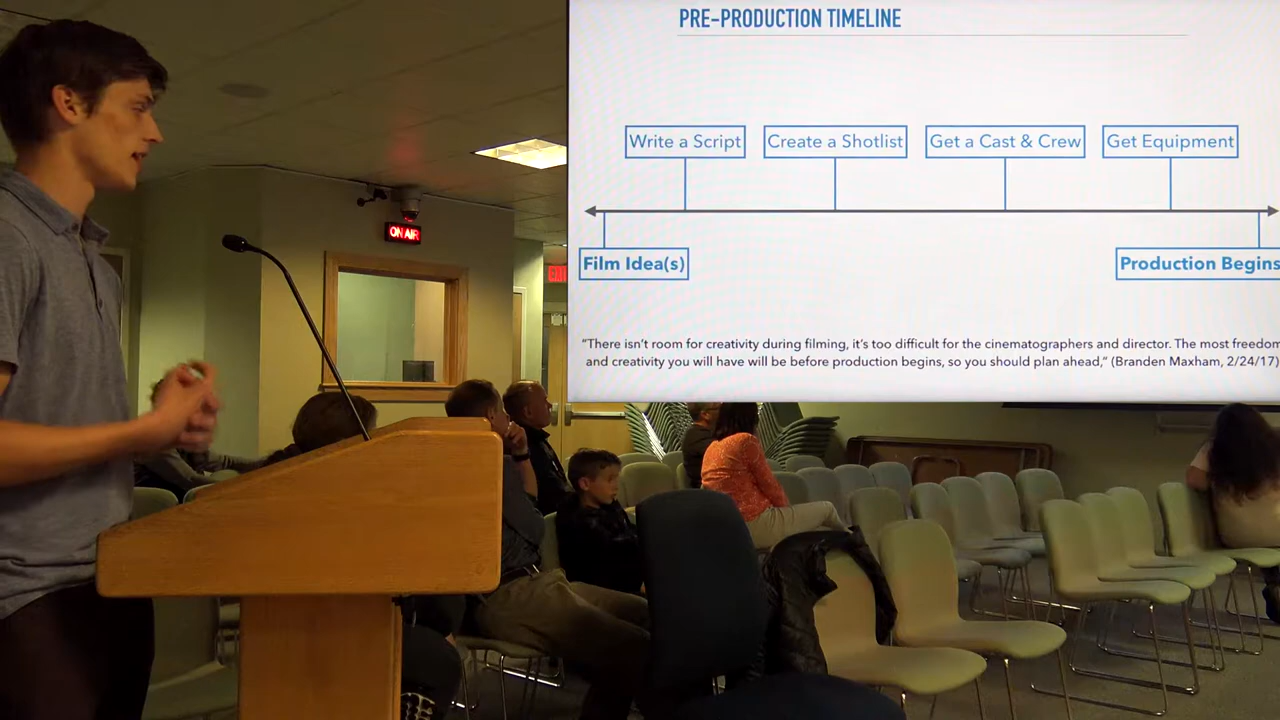 PRE-PRODUCTION TIMELINE
Write a Script
Create a Shotlist
Get a Cast & Crew
Get Equipment
ON AIR
Film Idea(s)
Production Begins
"There isn't room for creativity during filming, it's too difficult for the cinematographers and director. The most freedom
and creativity you will have will be before production begins, so you should plan ahead," (Branden Maxham, 2/24/17)